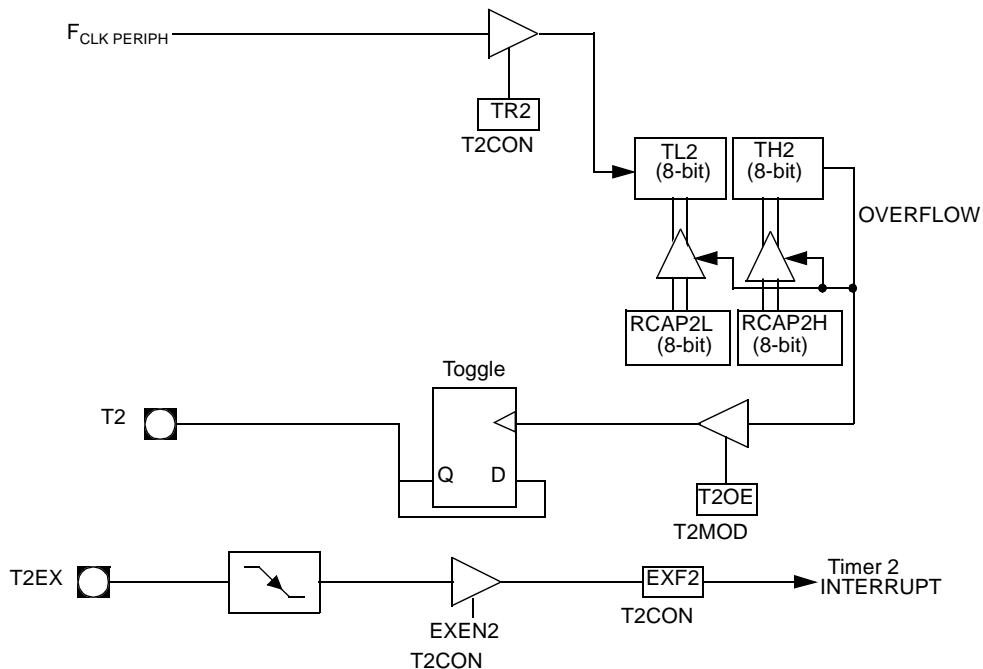 FCLK PERIPH
TR2
T2CON
TL2
(8-bit)
TH2
(8-bit)
OVERFLOW
RCAP2L
(8-bit)
RCAP2H
(8-bit)
Toggle
T2
Q D
T2OE
T2MOD
T2EX
EXEN2
T2CON
EXF2
T2CON
Timer 2
INTERRUPT